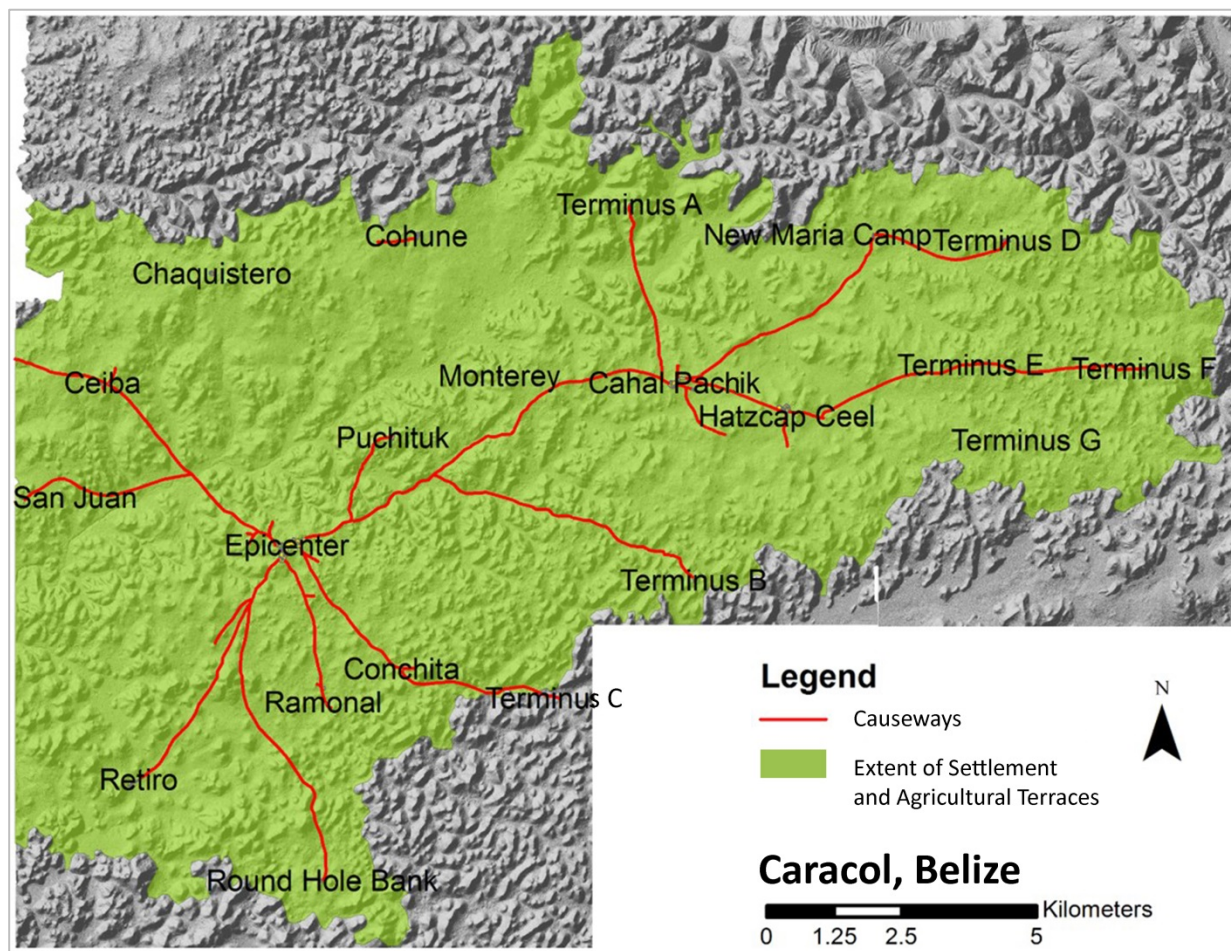 Terminus A
New Maria Camp
Terminus D
Cohune
Chaquistero
Terminus E
Terminus F
Ceiba
Monterey
Cahal Pachik
Hatzcap Ceel
Puchituk
Terminus G
San Juan
Epicenter
Terminus B
Conchita
Terminus C
Ramonal
Retiro
Round Hole Bank
Legend
Causeways
Extent of Settlement
and Agricultural Terraces
N
Caracol, Belize
Kilometers
0 1.25 2.5 5